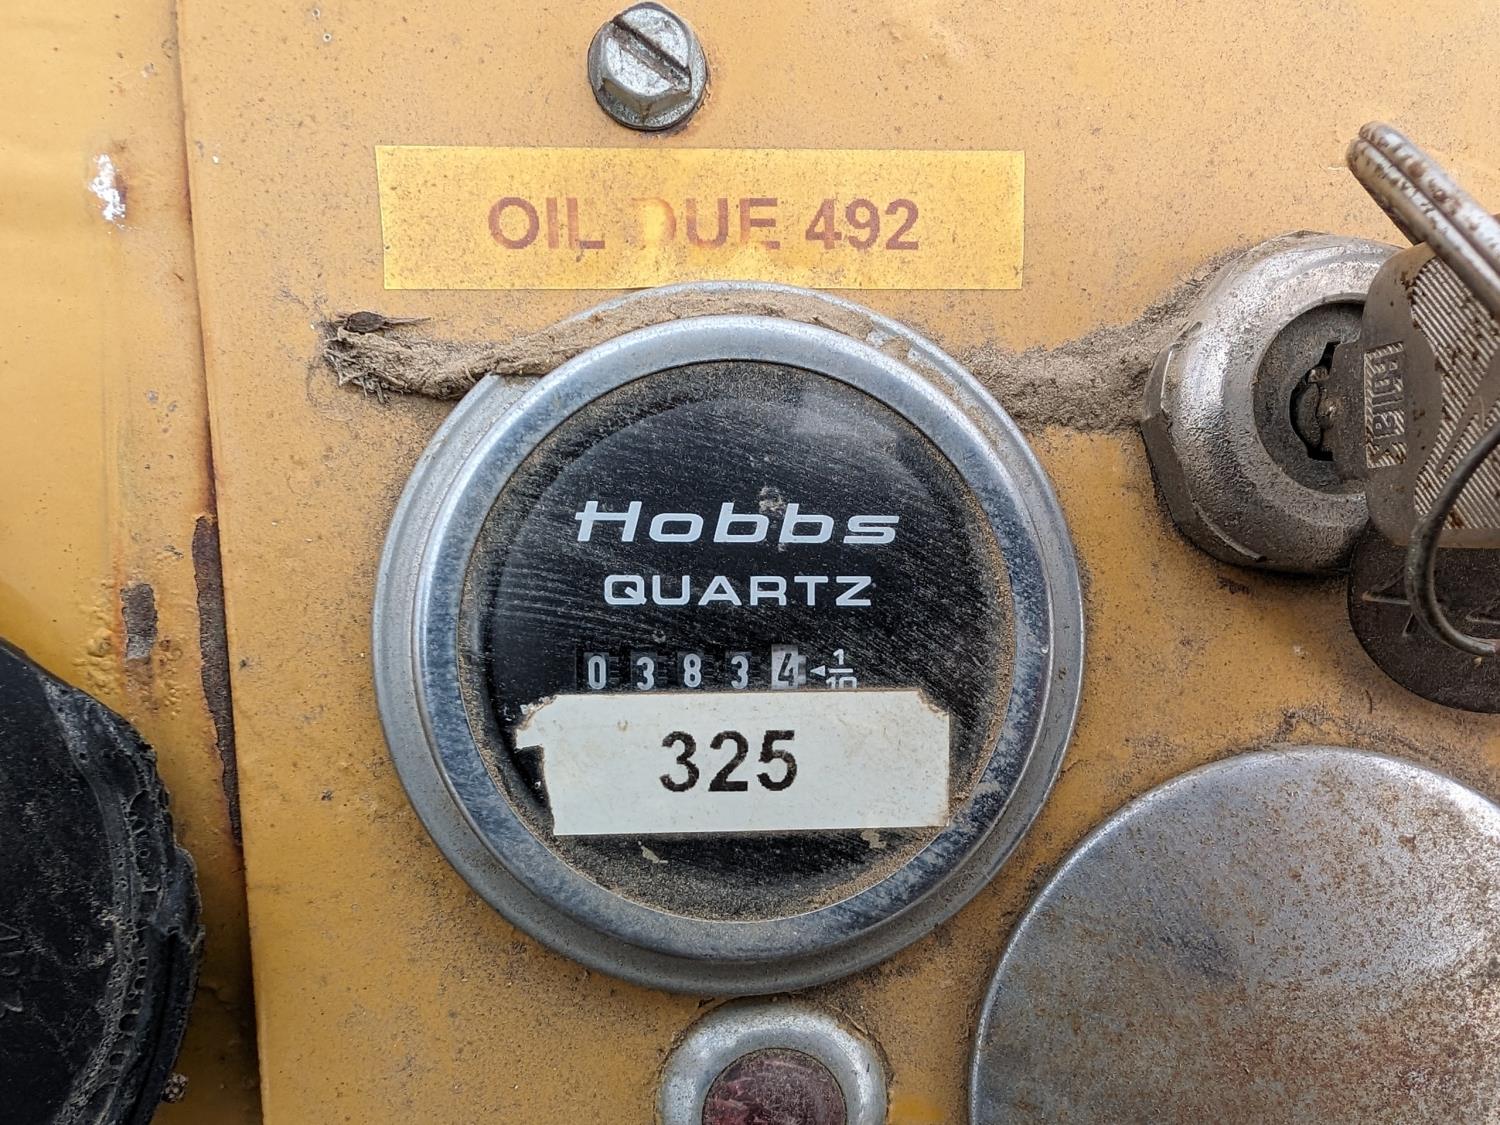 OIL DUE 492
Hobbs
QUARTZ
03834 1/10
325